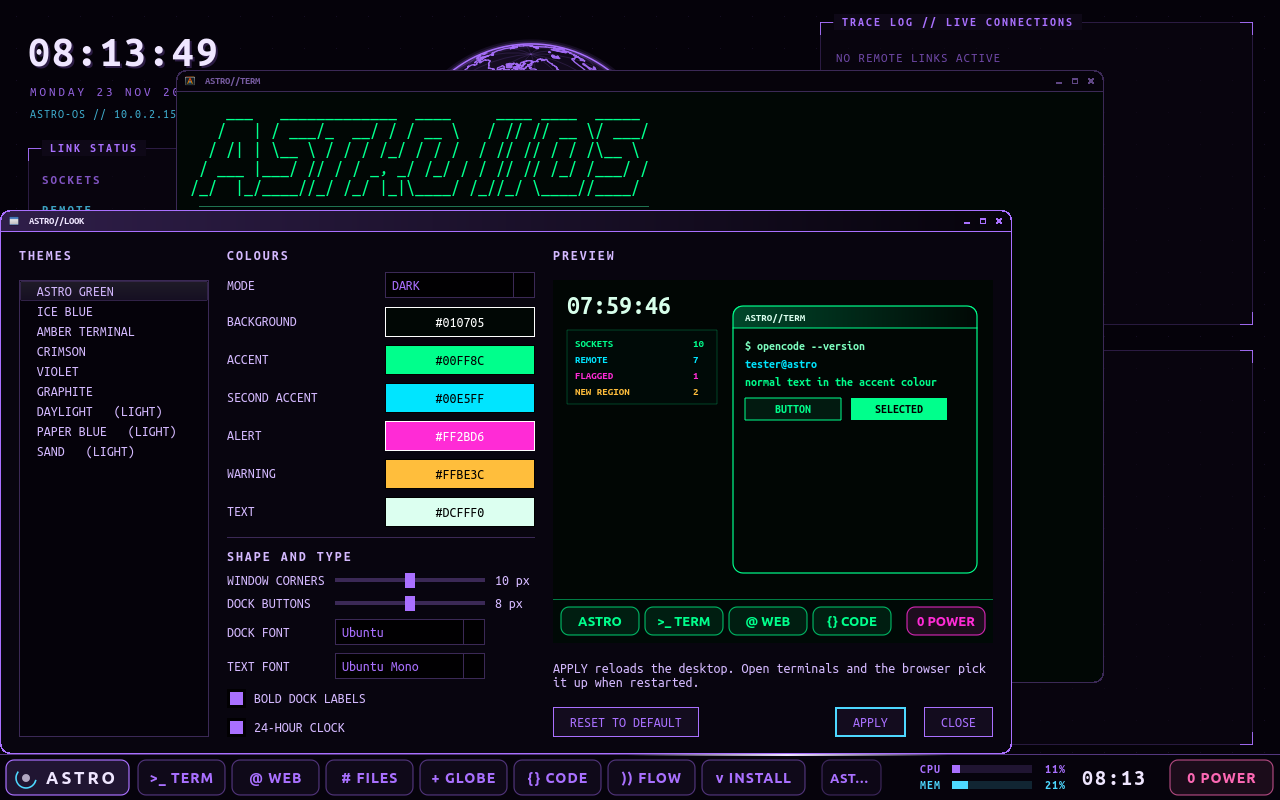 08:13:49
MONDAY 23 NOV 20
ASTRO-OS // 10.0.2.15
LINK STATUS
SOCKETS
REMOTE
TRACE LOG // LIVE CONNECTIONS
NO REMOTE LINKS ACTIVE
ASTRO//TERM
ASTRO//OS
ASTRO//LOOK
THEMES
ASTRO GREEN
ICE BLUE
AMBER TERMINAL
CRIMSON
VIOLET
GRAPHITE
DAYLIGHT (LIGHT)
PAPER BLUE (LIGHT)
SAND (LIGHT)
COLOURS
MODE DARK
BACKGROUND #010705
ACCENT #00FF8C
SECOND ACCENT #00E5FF
ALERT #FF2BD6
WARNING #FFBE3C
TEXT #DCFFF0
SHAPE AND TYPE
WINDOW CORNERS 10 px
DOCK BUTTONS 8 px
DOCK FONT Ubuntu
TEXT FONT Ubuntu Mono
BOLD DOCK LABELS
24-HOUR CLOCK
PREVIEW
07:59:46
SOCKETS 10
REMOTE 7
FLAGGED 1
NEW REGION 2
ASTRO//TERM
$ opencode --version
tester@astro
normal text in the accent colour
BUTTON SELECTED
ASTRO >_ TERM @ WEB {} CODE 0 POWER
APPLY reloads the desktop. Open terminals and the browser pick
it up when restarted.
RESET TO DEFAULT APPLY CLOSE
ASTRO >_ TERM @ WEB # FILES + GLOBE {} CODE )) FLOW v INSTALL AST... CPU 11% 08:13 0 POWER
MEM 21%